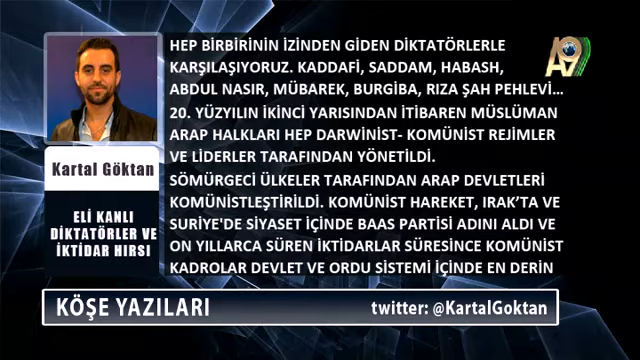 HEP BİRBİRİNİN İZİNDEN GİDEN DİKTATÖRLERLE
KARŞILAŞIYORUZ. KADDAFİ, SADDAM, HABASH,
ABDUL NASIR, MÜBAREK, BURGİBA, RIZA ŞAH PEHLEVİ...
20. YÜZYILIN İKİNCİ YARISINDAN İTİBAREN MÜSLÜMAN
ARAP HALKLARI HEP DARWİNİST- KOMÜNİST REJİMLER
VE LİDERLER TARAFINDAN YÖNETİLDİ.
SÖMÜRGECİ ÜLKELER TARAFINDAN ARAP DEVLETLERİ
KOMÜNİSTLEŞTİRİLDİ. KOMÜNİST HAREKET, IRAK'TA VE
SURİYE'DE SİYASET İÇİNDE BAAS PARTİSİ ADINI ALDI VE
ON YILLARCA SÜREN İKTİDARLAR SÜRESİNCE KOMÜNİST
KADROLAR DEVLET VE ORDU SİSTEMİ İÇİNDE EN DERİN
Kartal Göktan
ELİ KANLI
DİKTATÖRLER VE
İKTİDAR HIRSI
A9
KÖŞE YAZILARI
twitter: @KartalGoktan